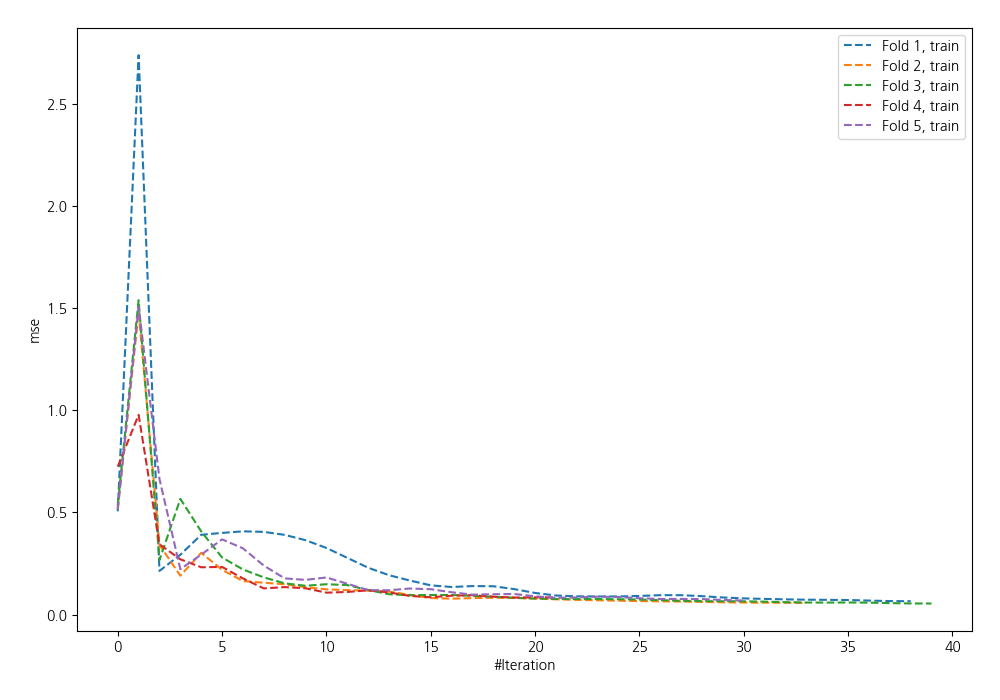 Fold 1, train
Fold 2, train
Fold 3, train
Fold 4, train
Fold 5, train
2.5
2.0
1.5
1.0
0.5
0.0
mse
0 5 10 15 20 25 30 35 40
#Iteration